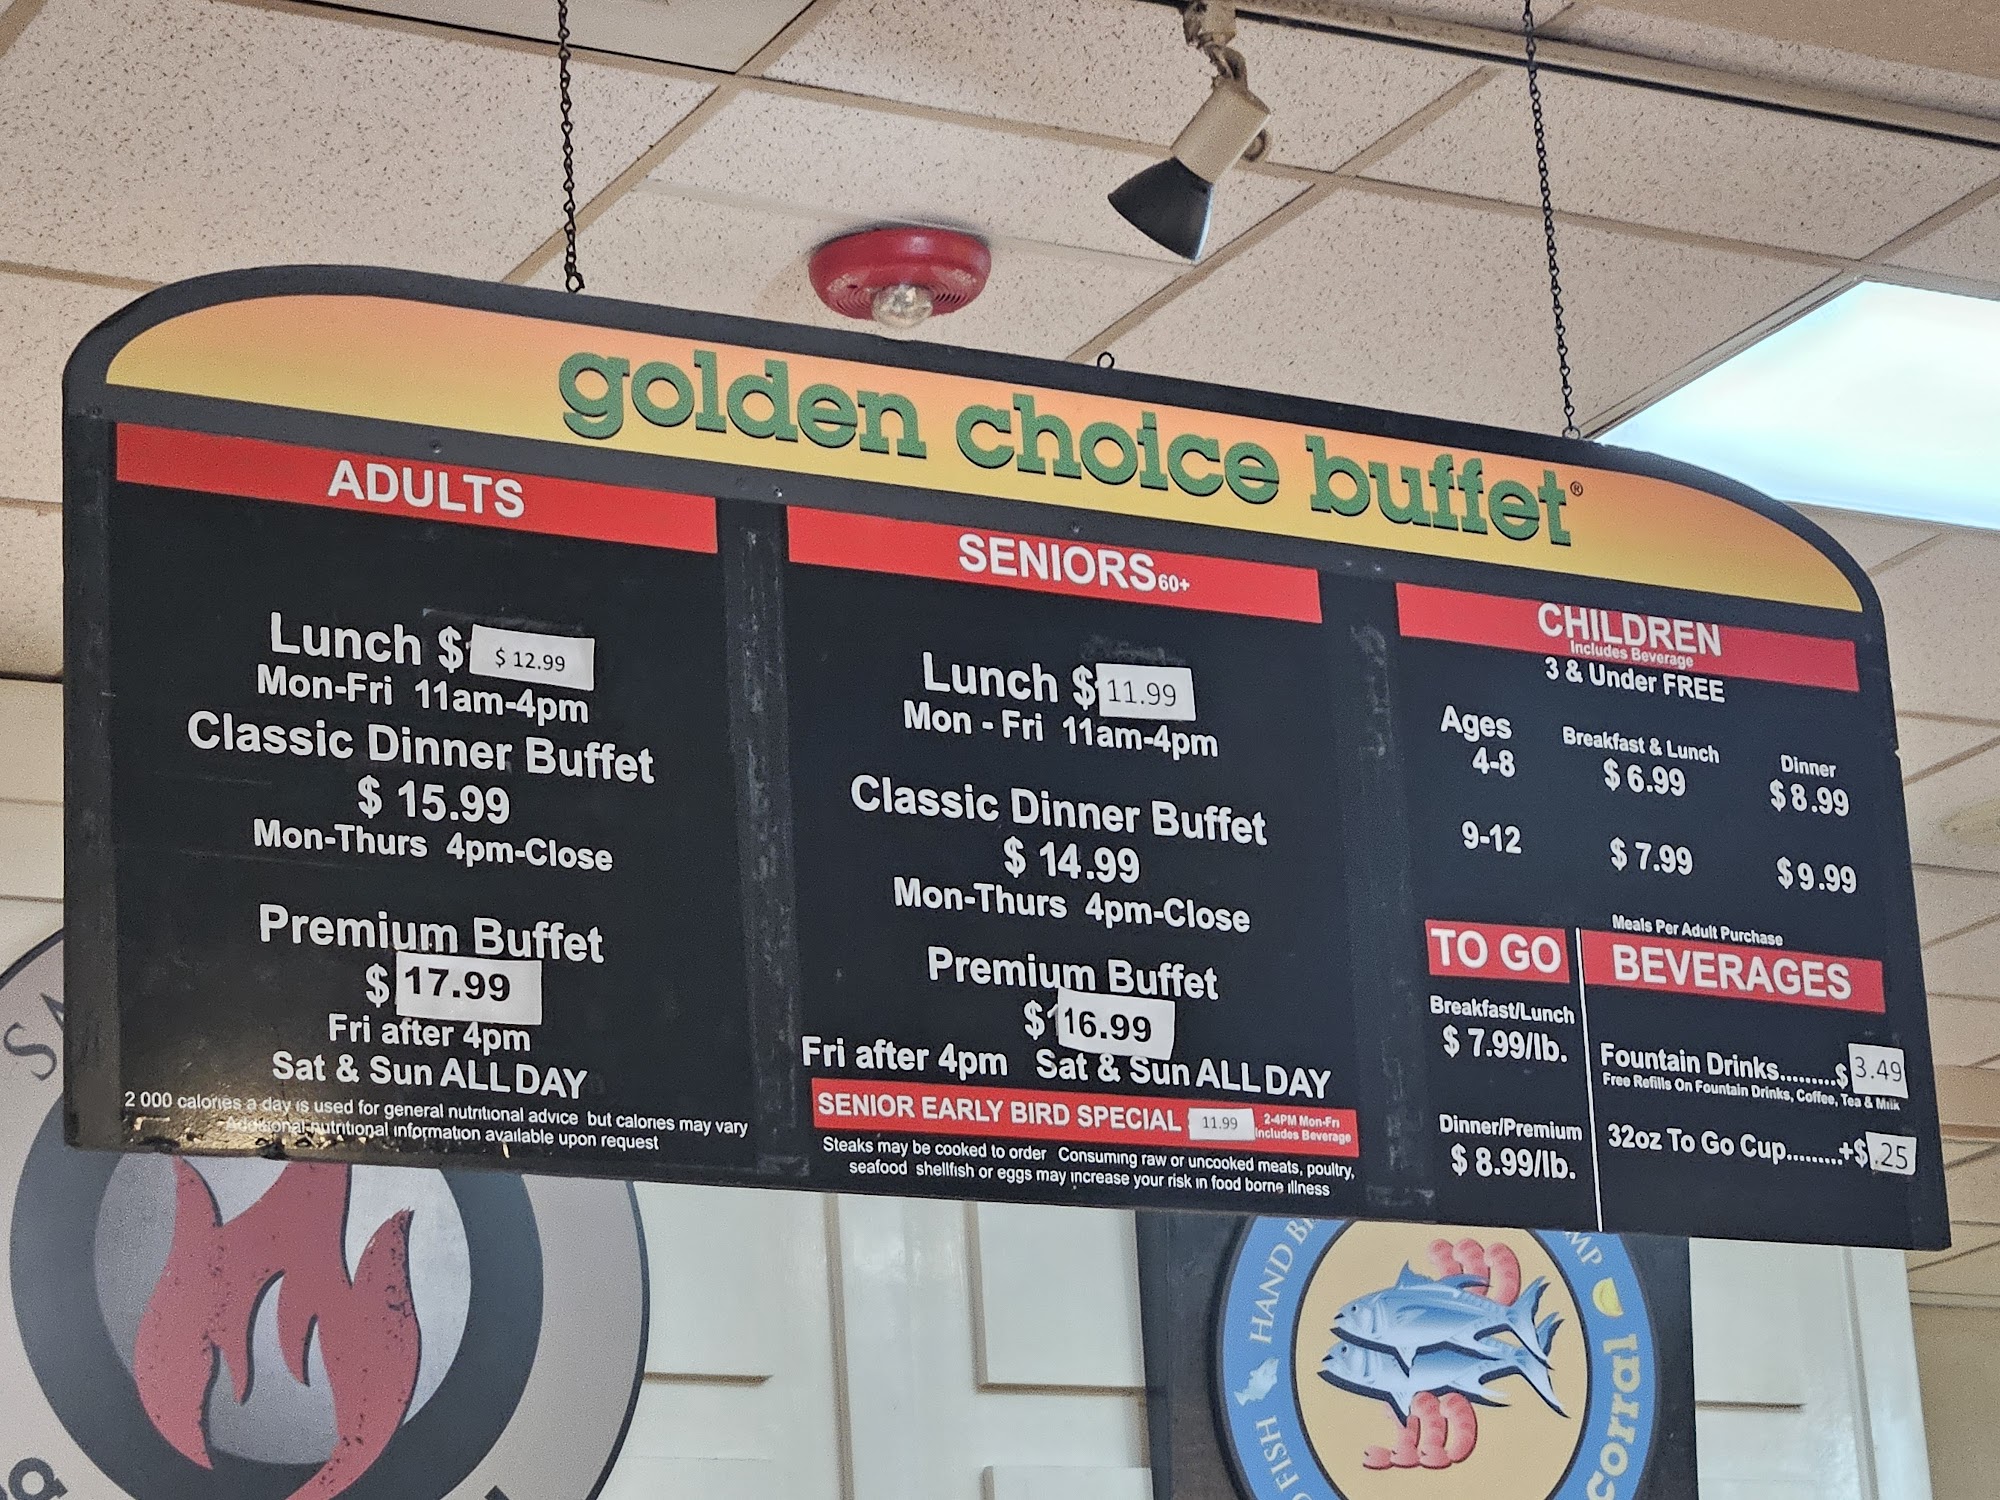 golden choice buffet®
ADULTS
Lunch $ $ 12.99
Mon-Fri 11am-4pm
Classic Dinner Buffet
$ 15.99
Mon-Thurs 4pm-Close
Premium Buffet
$ 17.99
Fri after 4pm
Sat & Sun ALL DAY
2 000 calories a day is used for general nutritional advice but calories may vary
Additional nutritional information available upon request
SENIORS 60+
Lunch $ 11.99
Mon - Fri 11am-4pm
Classic Dinner Buffet
$ 14.99
Mon-Thurs 4pm-Close
Premium Buffet
$ 16.99
Fri after 4pm Sat & Sun ALL DAY
SENIOR EARLY BIRD SPECIAL 11.99 2-4PM Mon-Fri
Includes Beverage
Steaks may be cooked to order Consuming raw or uncooked meats, poultry,
seafood shellfish or eggs may increase your risk in food borne illness
CHILDREN
Includes Beverage
3 & Under FREE
Ages Breakfast & Lunch Dinner
4-8 $ 6.99 $ 8.99
9-12 $ 7.99 $ 9.99
Meals Per Adult Purchase
TO GO
Breakfast/Lunch
$ 7.99/lb.
Dinner/Premium
$ 8.99/lb.
BEVERAGES
Fountain Drinks.........$ 3.49
Free Refills On Fountain Drinks, Coffee, Tea & Milk
32oz To Go Cup.........+$ .25
FISH HAND
corral